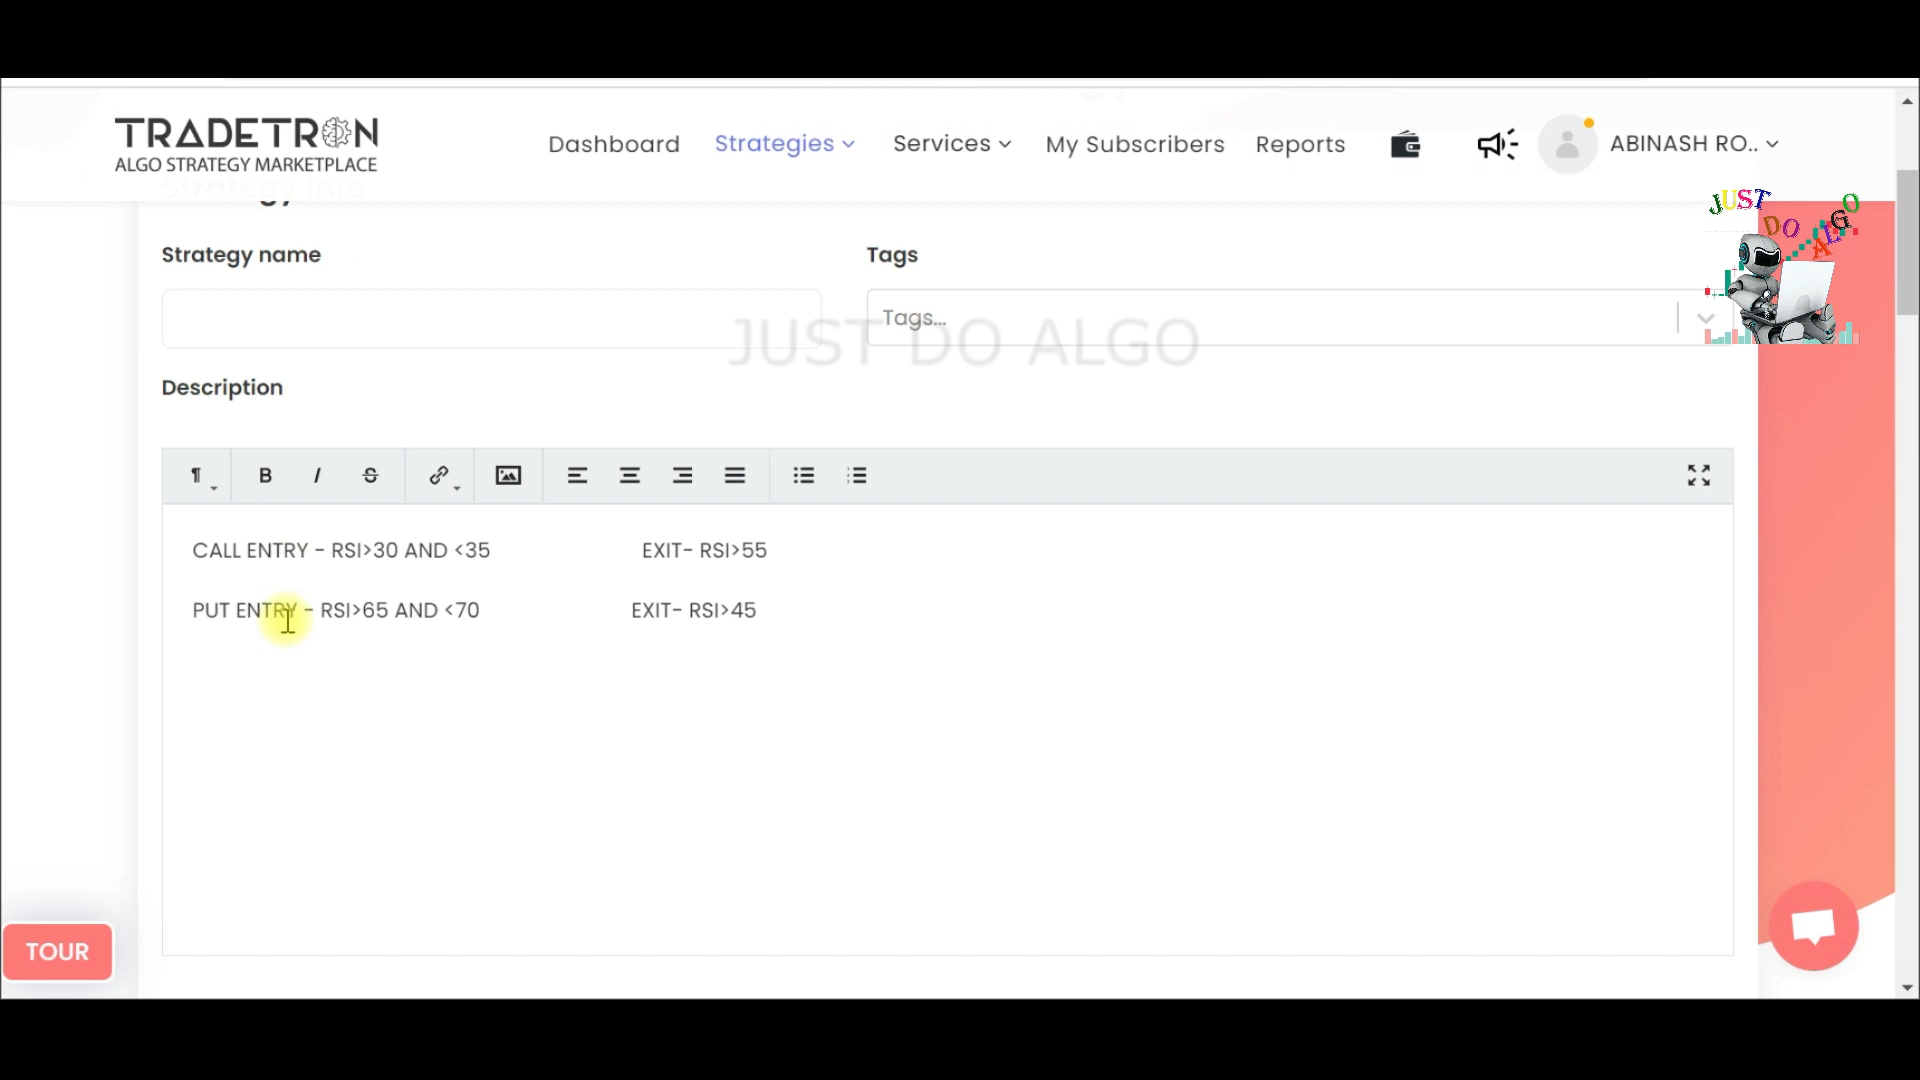 TRADETRON
ALGO STRATEGY MARKETPLACE
Dashboard
Strategies
Services
My Subscribers
Reports
ABINASH RO..
Strategy info
JUST DO ALGO
Strategy name
Tags
Tags...
JUST DO ALGO
Description
¶ B I S
CALL ENTRY - RSI>30 AND <35 EXIT- RSI>55
PUT ENTRY - RSI>65 AND <70 EXIT- RSI>45
TOUR